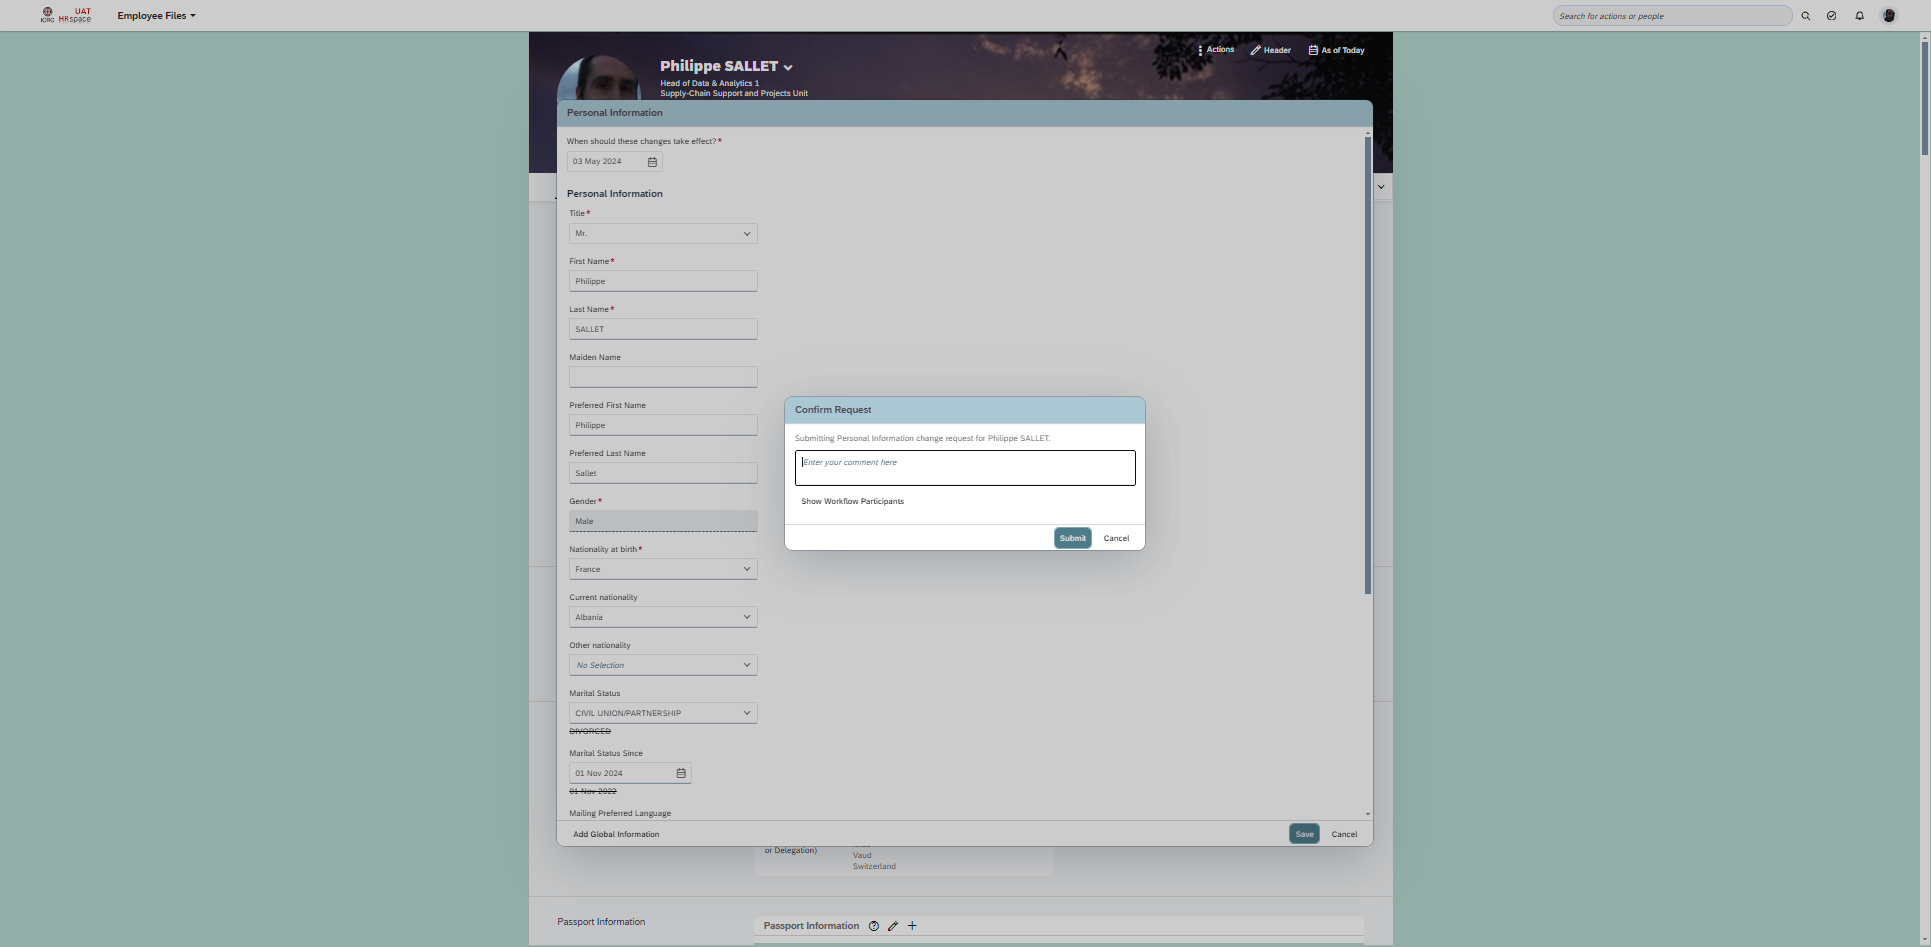 ICRC
UAT
HRspace
Employee Files
Search for actions or people
Actions
Header
As of Today
Philippe SALLET
Head of Data & Analytics 1
Supply-Chain Support and Projects Unit
Personal Information
When should these changes take effect?*
03 May 2024
Personal Information
Title*
Mr.
First Name*
Philippe
Last Name*
SALLET
Maiden Name
Preferred First Name
Philippe
Preferred Last Name
Sallet
Gender*
Male
Nationality at birth*
France
Current nationality
Albania
Other nationality
No Selection
Marital Status
CIVIL UNION/PARTNERSHIP
DIVORCED
Marital Status Since
01 Nov 2024
01 Nov 2022
Mailing Preferred Language
Confirm Request
Submitting Personal Information change request for Philippe SALLET.
Enter your comment here
Show Workflow Participants
Submit
Cancel
Add Global Information
Save
Cancel
or Delegation)
Vaud
Switzerland
Passport Information
Passport Information